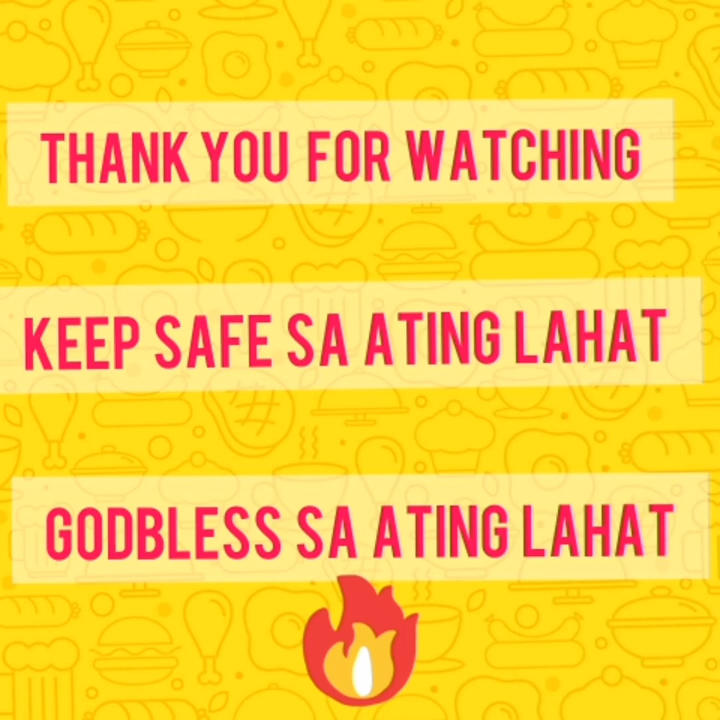 THANK YOU FOR WATCHING
KEEP SAFE SA ATING LAHAT
GODBLESS SA ATING LAHAT